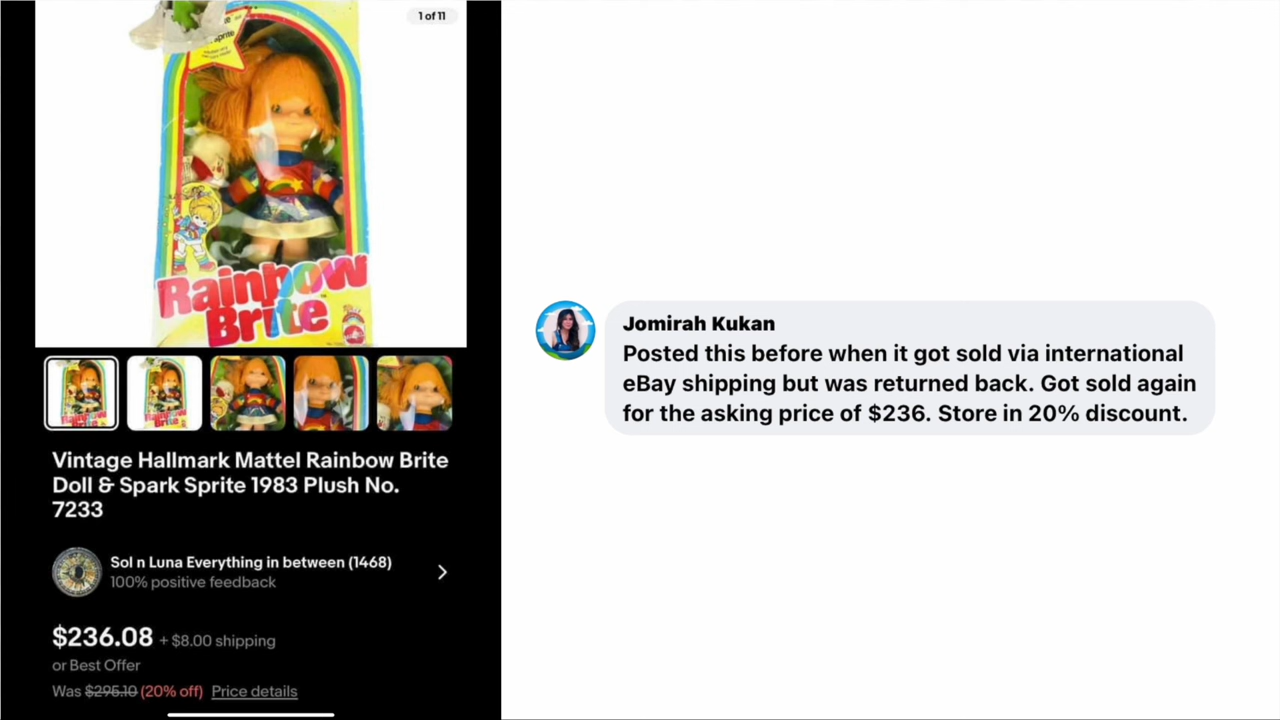 1 of 11
prite
Rainbow
Brite
Vintage Hallmark Mattel Rainbow Brite
Doll & Spark Sprite 1983 Plush No.
7233
Sol n Luna Everything in between (1468)
100% positive feedback
$236.08 + $8.00 shipping
or Best Offer
Was $295.10 (20% off) Price details
Jomirah Kukan
Posted this before when it got sold via international
eBay shipping but was returned back. Got sold again
for the asking price of $236. Store in 20% discount.